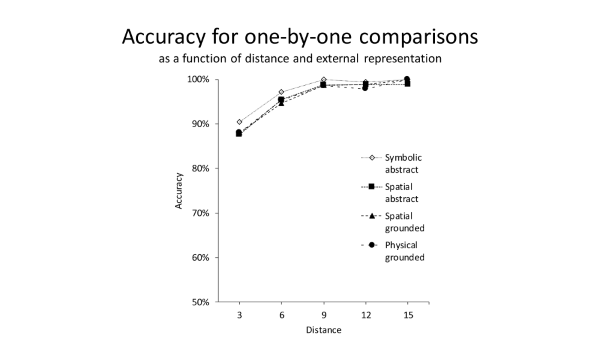 Accuracy for one-by-one comparisons
as a function of distance and external representation
100%
90%
80%
70%
60%
50%
Accuracy
3 6 9 12 15
Distance
Symbolic
abstract
Spatial
abstract
Spatial
grounded
Physical
grounded